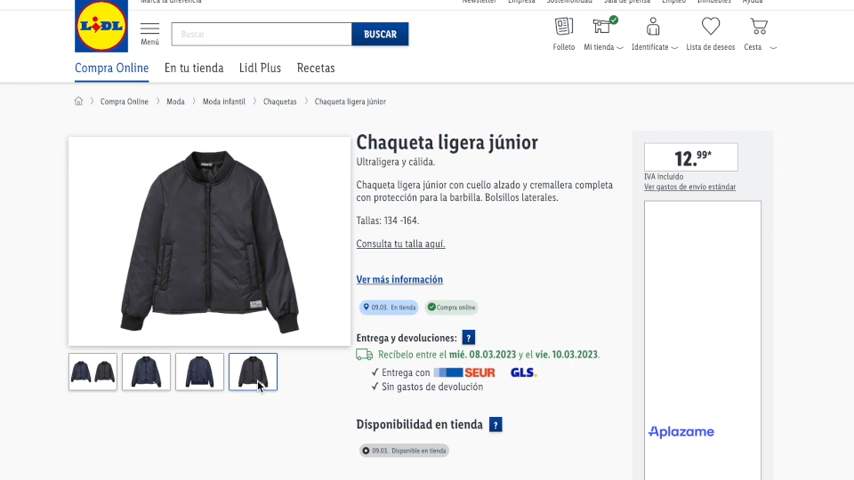 Marca la diferencia
Newsletter Empresa Sostenibilidad Sala de prensa Empleo Inmuebles Ayuda
LIDL
Menú
Buscar
BUSCAR
Folleto
Mi tienda
Identifícate
Lista de deseos
Cesta
Compra Online
En tu tienda
Lidl Plus
Recetas
Compra Online > Moda > Moda infantil > Chaquetas > Chaqueta ligera júnior
Chaqueta ligera júnior
Ultraligera y cálida.
Chaqueta ligera júnior con cuello alzado y cremallera completa
con protección para la barbilla. Bolsillos laterales.
Tallas: 134 -164.
Consulta tu talla aquí.
Ver más información
09.03. En tienda
Compra online
Entrega y devoluciones: ?
Recíbelo entre el mié. 08.03.2023 y el vie. 10.03.2023.
✓ Entrega con SEUR GLS.
✓ Sin gastos de devolución
Disponibilidad en tienda ?
09.03. Disponible en tienda
12.99*
IVA incluido
Ver gastos de envío estándar
Aplazame